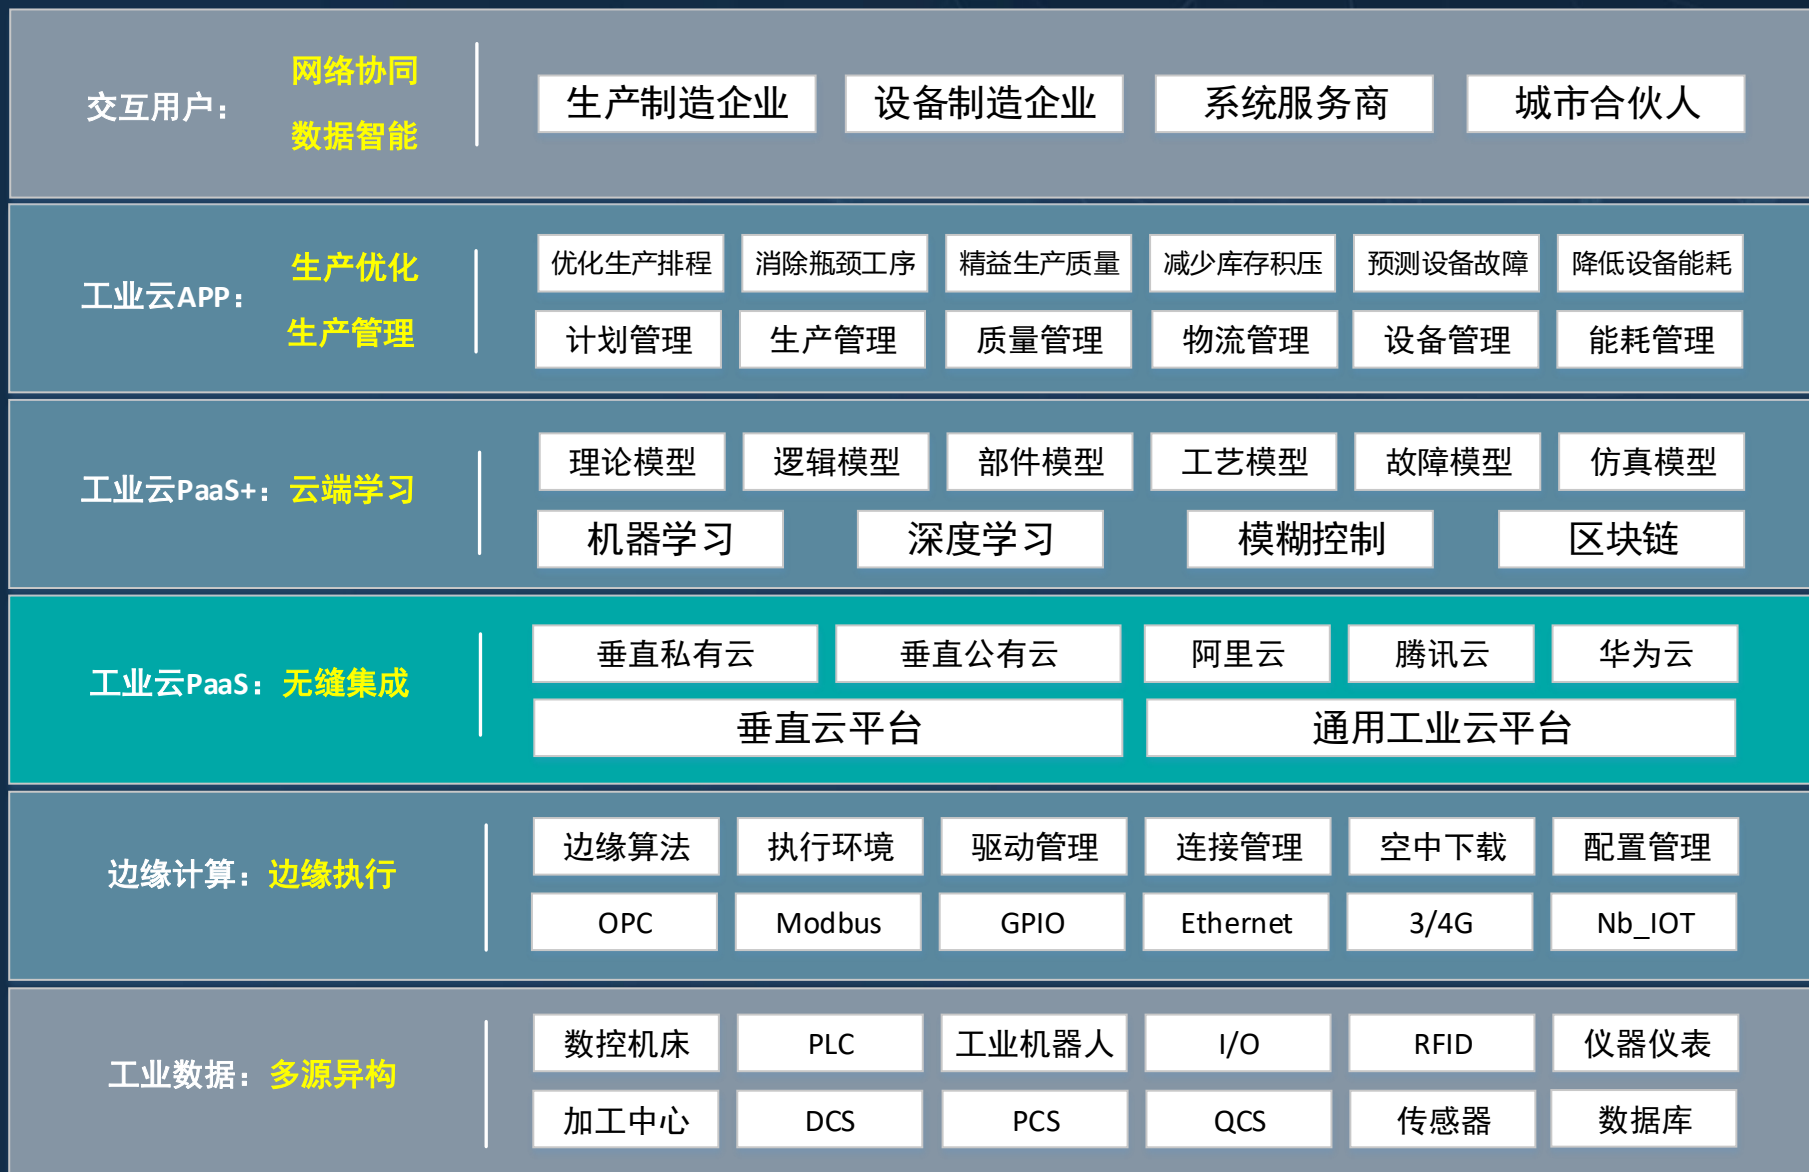 交互用户：
网络协同
数据智能
生产制造企业 设备制造企业 系统服务商 城市合伙人
工业云APP：
生产优化
生产管理
优化生产排程 消除瓶颈工序 精益生产质量 减少库存积压 预测设备故障 降低设备能耗
计划管理 生产管理 质量管理 物流管理 设备管理 能耗管理
工业云PaaS+：云端学习
理论模型 逻辑模型 部件模型 工艺模型 故障模型 仿真模型
机器学习 深度学习 模糊控制 区块链
工业云PaaS：无缝集成
垂直私有云 垂直公有云 阿里云 腾讯云 华为云
垂直云平台 通用工业云平台
边缘计算：边缘执行
边缘算法 执行环境 驱动管理 连接管理 空中下载 配置管理
OPC Modbus GPIO Ethernet 3/4G Nb_IOT
工业数据：多源异构
数控机床 PLC 工业机器人 I/O RFID 仪器仪表
加工中心 DCS PCS QCS 传感器 数据库